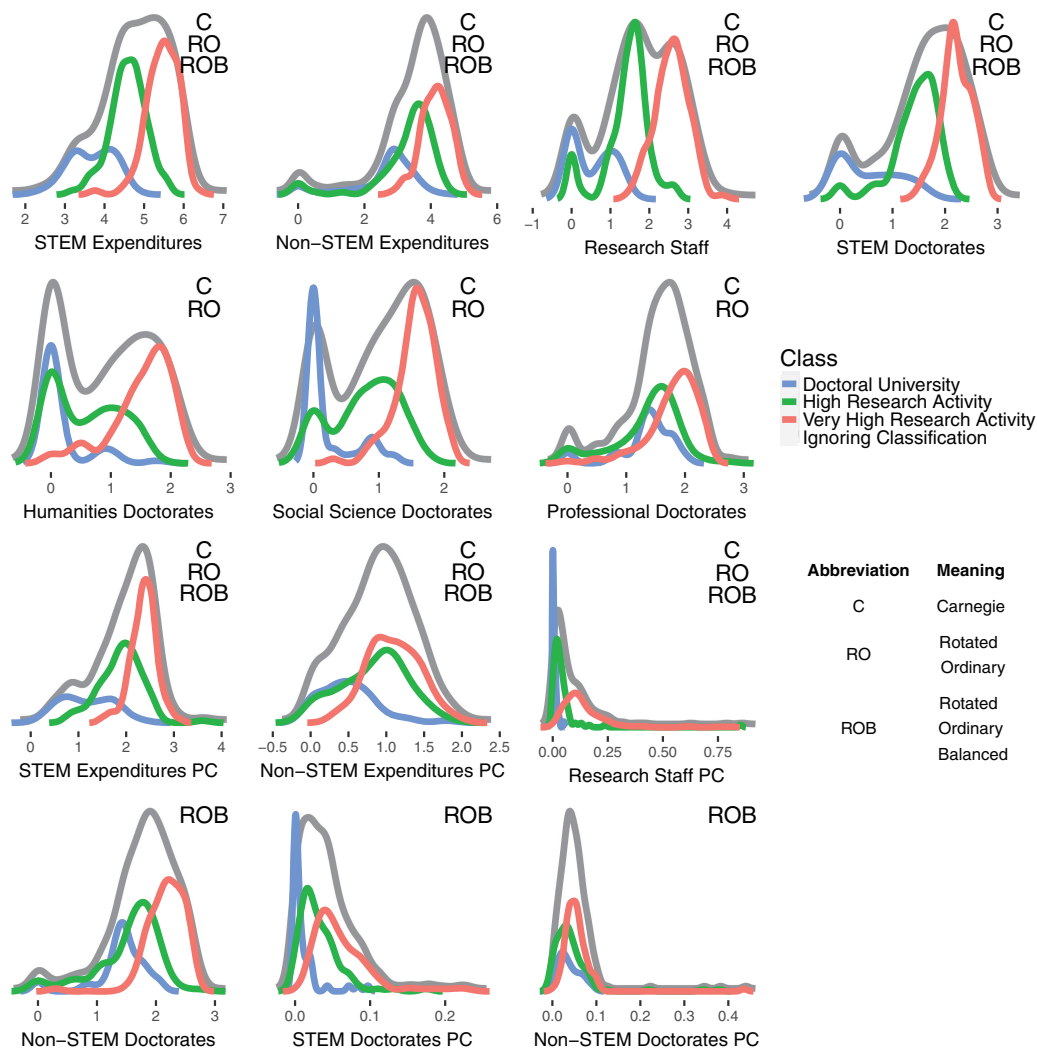 C
RO
ROB
2 3 4 5 6 7
STEM Expenditures
C
RO
ROB
0 2 4 6
Non−STEM Expenditures
C
RO
ROB
−1 0 1 2 3 4
Research Staff
C
RO
ROB
0 1 2 3
STEM Doctorates
C
RO
0 1 2 3
Humanities Doctorates
C
RO
0 1 2
Social Science Doctorates
C
RO
0 1 2 3
Professional Doctorates
Class
Doctoral University
High Research Activity
Very High Research Activity
Ignoring Classification
C
RO
ROB
0 1 2 3 4
STEM Expenditures PC
C
RO
ROB
−0.5 0.0 0.5 1.0 1.5 2.0 2.5
Non−STEM Expenditures PC
C
RO
ROB
0.00 0.25 0.50 0.75
Research Staff PC
Abbreviation Meaning
C Carnegie
RO Rotated
Ordinary
ROB Rotated
Ordinary
Balanced
ROB
0 1 2 3
Non−STEM Doctorates
ROB
0.0 0.1 0.2
STEM Doctorates PC
ROB
0.0 0.1 0.2 0.3 0.4
Non−STEM Doctorates PC